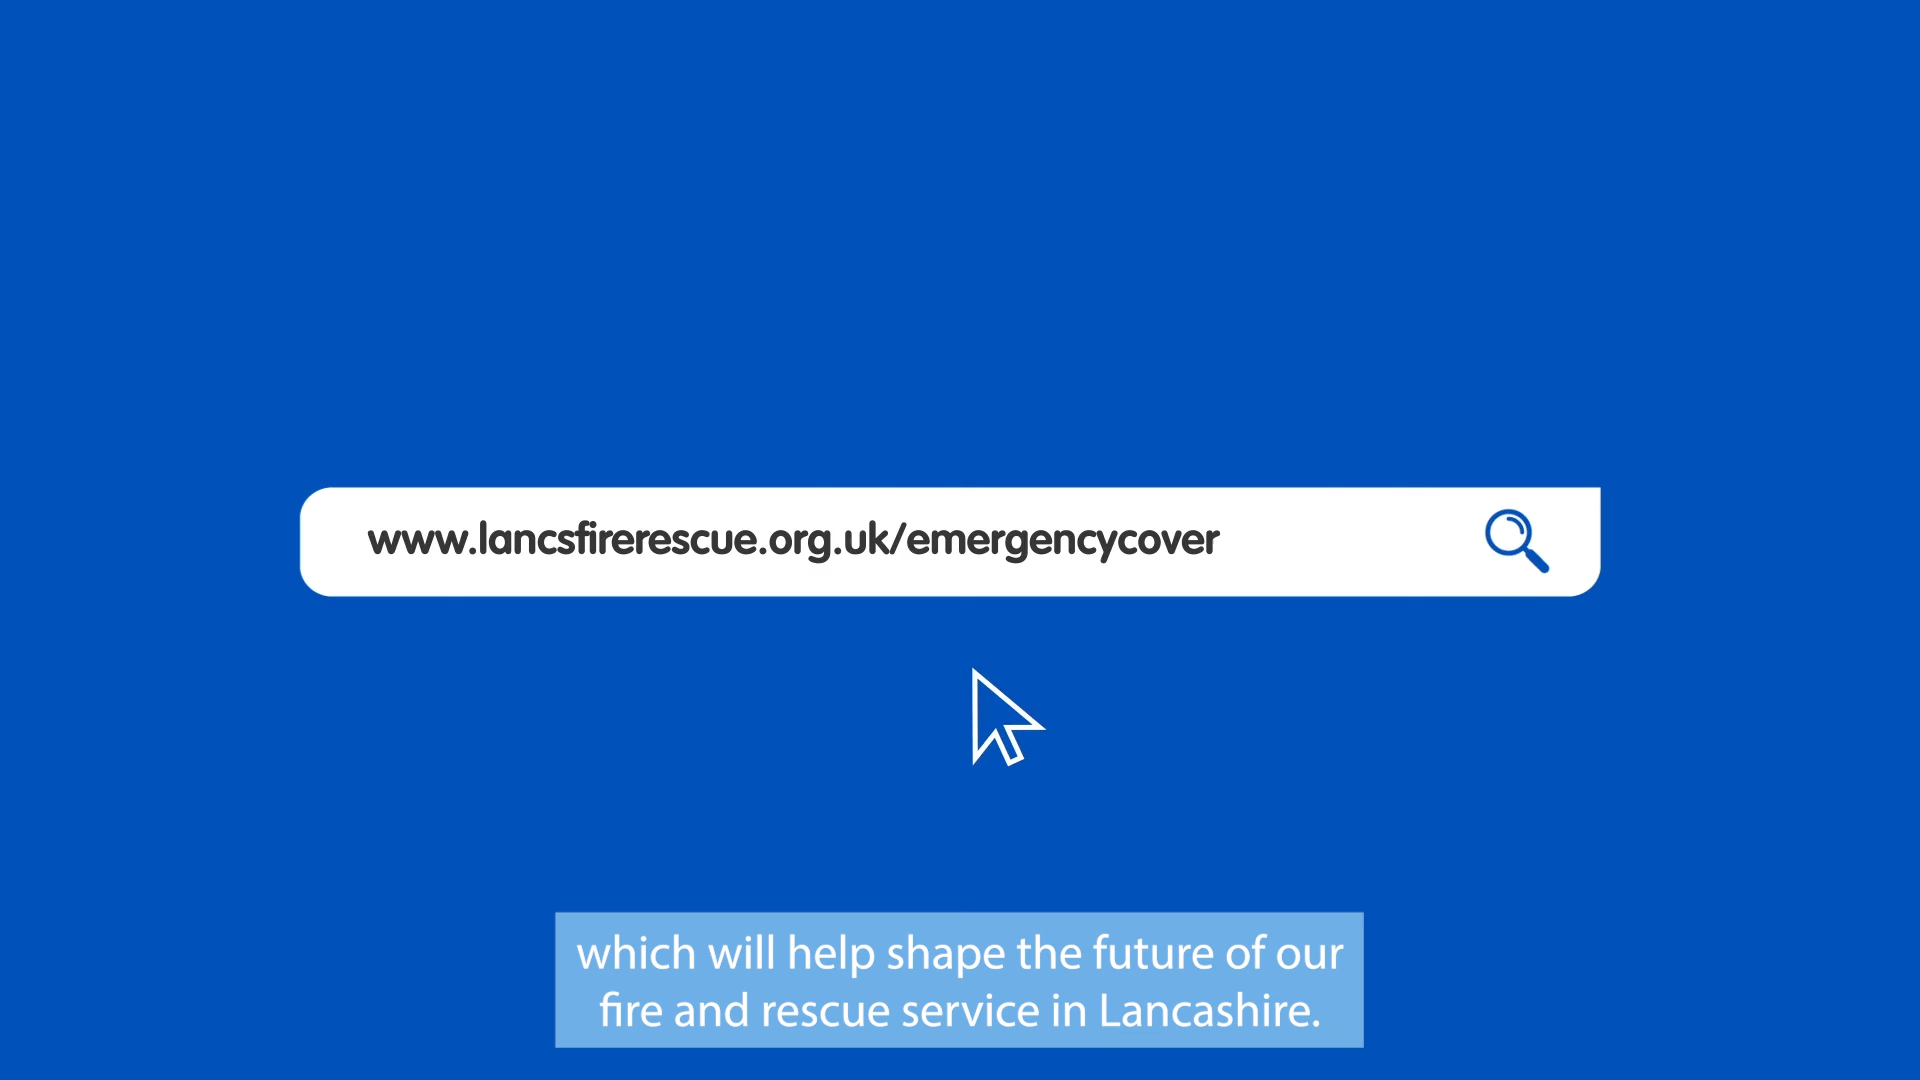 www.lancsfirerescue.org.uk/emergencycover
which will help shape the future of our
fire and rescue service in Lancashire.